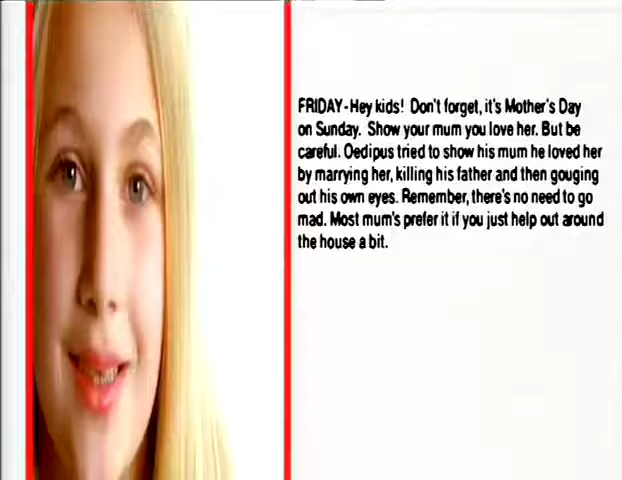 FRIDAY - Hey kids! Don't forget, it's Mother's Day
on Sunday. Show your mum you love her. But be
careful. Oedipus tried to show his mum he loved her
by marrying her, killing his father and then gouging
out his own eyes. Remember, there's no need to go
mad. Most mum's prefer it if you just help out around
the house a bit.